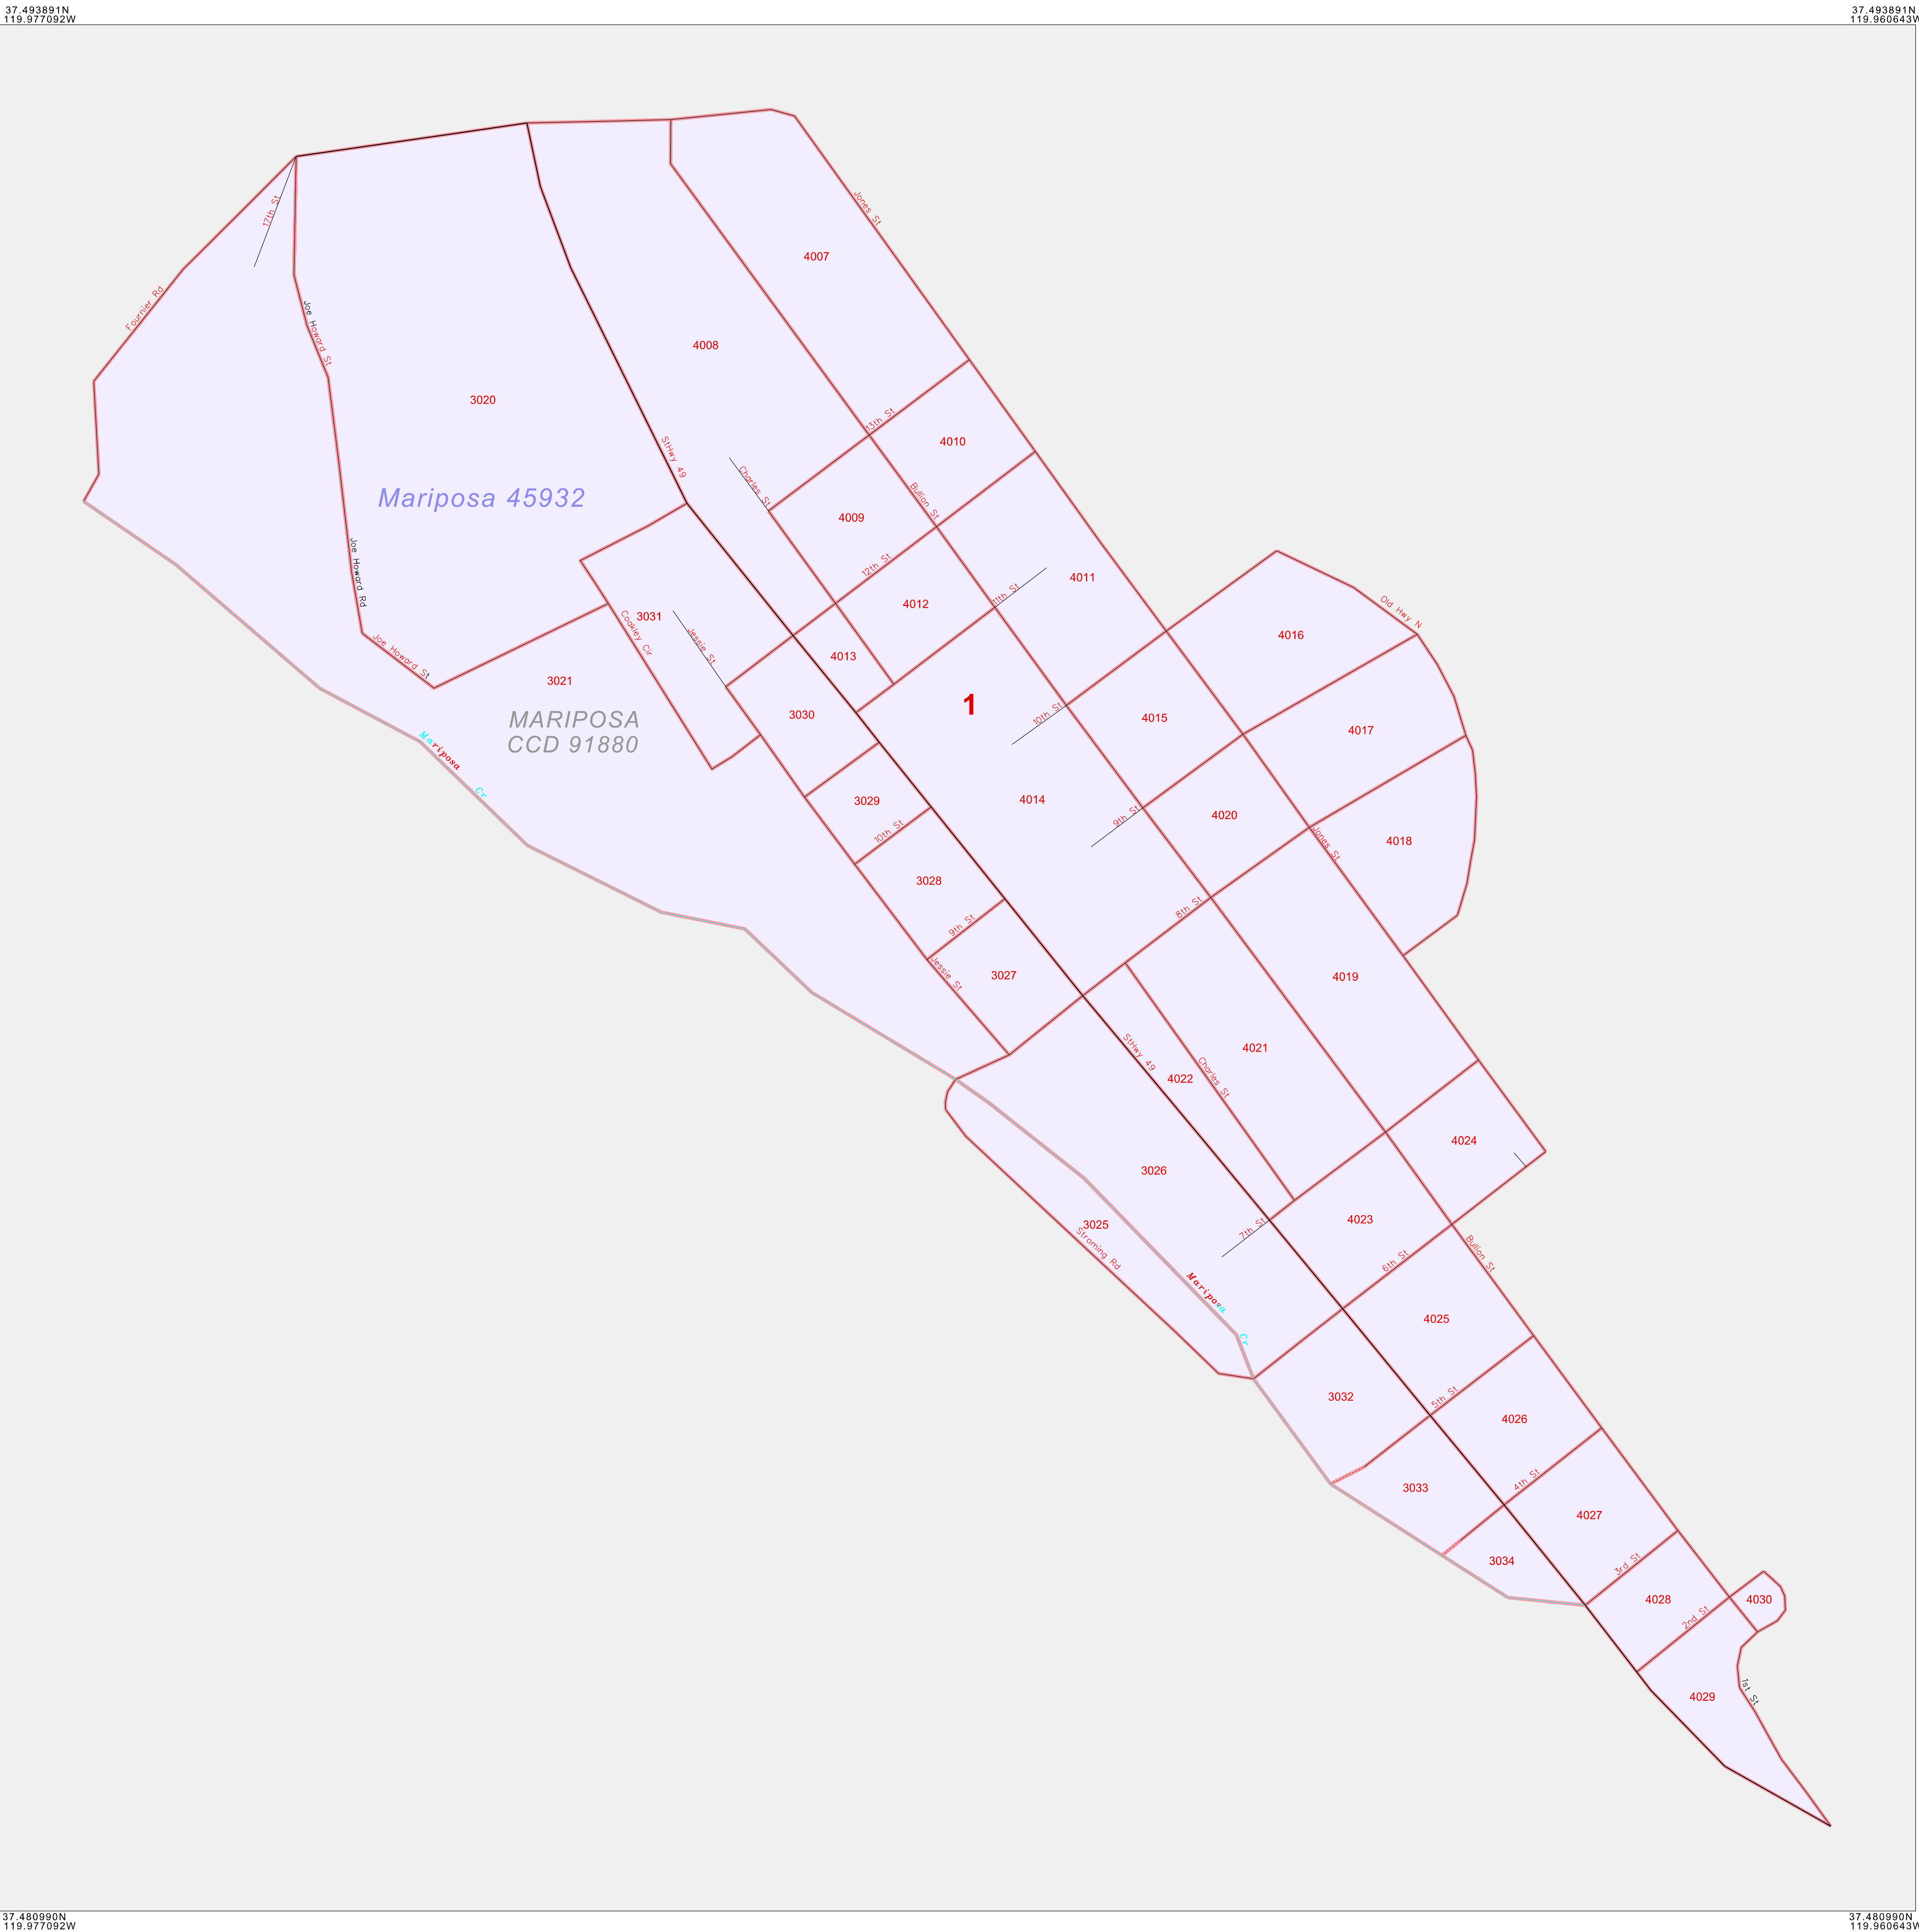 37.493891N
119.977092W
37.493891N
119.960643W
Jones St
17th St
4007
Fournier Rd
Joe Howard St
4008
3020
13th St
StHwy 49
4010
Charles St
Mariposa 45932
Bullion St
4009
Joe Howard Rd
12th St
4011
11th St
4012
Old Hwy N
3031
Cookley Cir
4016
Jessie St
Joe Howard St
4013
3021
1
MARIPOSA
CCD 91880
3030
10th St
4015
4017
Mariposa
Cr
3029
4014
9th St
4020
10th St
Jones St
4018
3028
8th St
9th St
Jessie St
3027
4019
StHwy 49
4021
4022
Charles St
4024
3026
3025
7th St
4023
Stroming Rd
6th St
Bullion St
Mariposa
Cr
4025
3032
5th St
4026
3033
4th St
4027
3034
3rd St
4028
4030
2nd St
4029
1st St
37.480990N
119.977092W
37.480990N
119.960643W